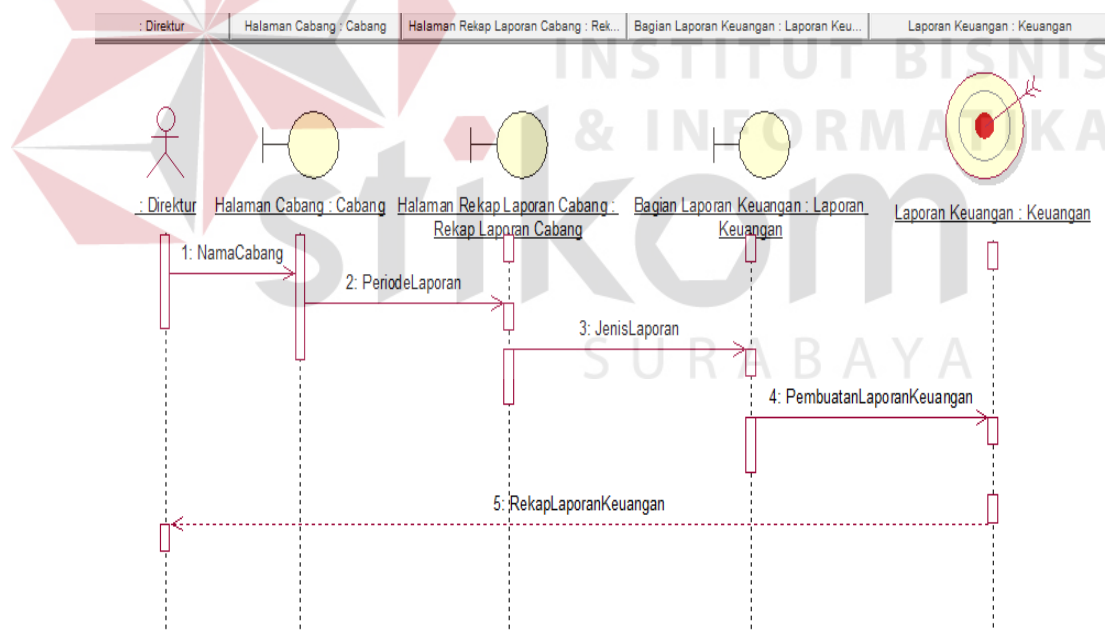 : Direktur
Halaman Cabang : Cabang
Halaman Rekap Laporan Cabang : Rek...
Bagian Laporan Keuangan : Laporan Keu...
Laporan Keuangan : Keuangan
INSTITUT BISNIS
& INFORMATIKA
stikom
SURABAYA
: Direktur
Halaman Cabang : Cabang
Halaman Rekap Laporan Cabang :
Rekap Laporan Cabang
Bagian Laporan Keuangan : Laporan
Keuangan
Laporan Keuangan : Keuangan
1: NamaCabang
2: PeriodeLaporan
3: JenisLaporan
4: PembuatanLaporanKeuangan
5: RekapLaporanKeuangan